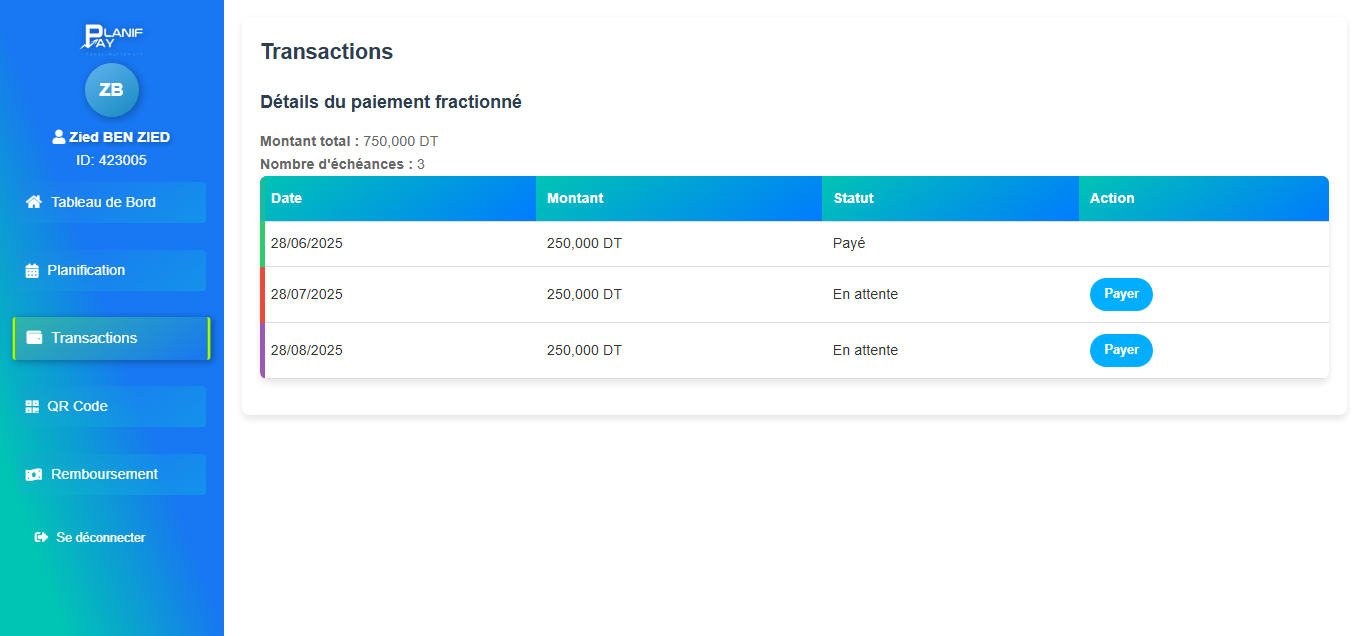 PLANIF
PAY
ZB
Zied BEN ZIED
ID: 423005
Tableau de Bord
Planification
Transactions
QR Code
Remboursement
Se déconnecter
Transactions
Détails du paiement fractionné
Montant total : 750,000 DT
Nombre d'échéances : 3
Date Montant Statut Action
28/06/2025 250,000 DT Payé
28/07/2025 250,000 DT En attente Payer
28/08/2025 250,000 DT En attente Payer